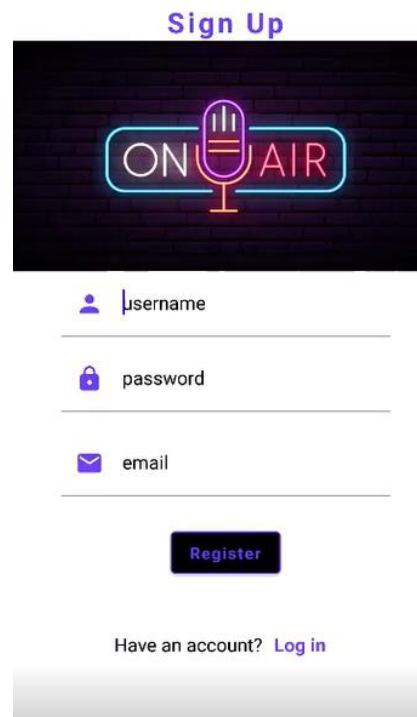 Sign Up
ON AIR
username
password
email
Register
Have an account? Log in